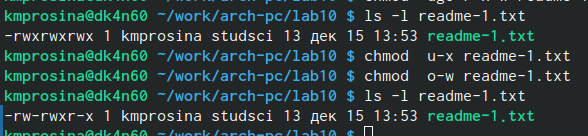 kmprosina@dk4n60 ~/work/arch-pc/lab10 $ ls -l readme-1.txt
-rwxrwxrwx 1 kmprosina studsci 13 дек 15 13:53 readme-1.txt
kmprosina@dk4n60 ~/work/arch-pc/lab10 $ chmod  u-x readme-1.txt
kmprosina@dk4n60 ~/work/arch-pc/lab10 $ chmod  o-w readme-1.txt
kmprosina@dk4n60 ~/work/arch-pc/lab10 $ ls -l readme-1.txt
-rw-rwxr-x 1 kmprosina studsci 13 дек 15 13:53 readme-1.txt
kmprosina@dk4n60 ~/work/arch-pc/lab10 $